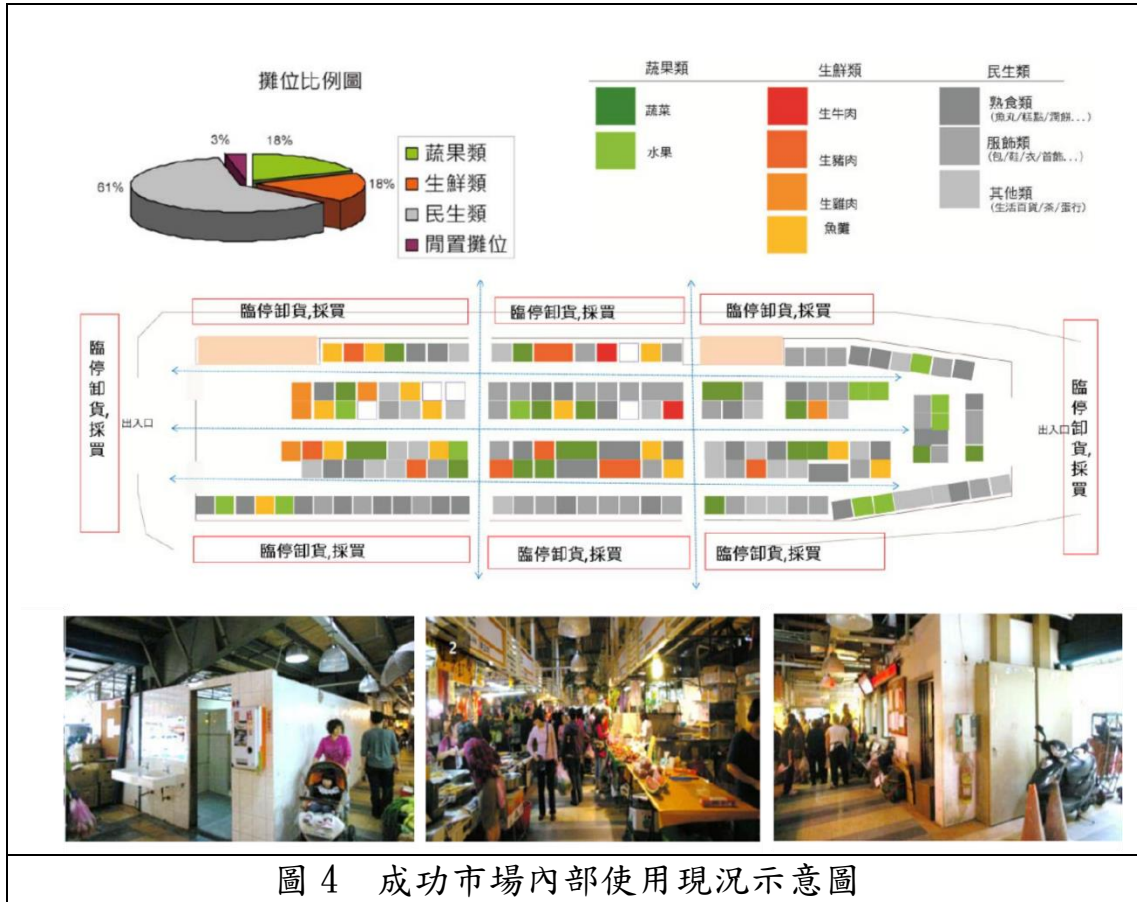 攤位比例圖
3%
18%
61%
18%
蔬果類
生鮮類
民生類
閒置攤位
蔬果類
蔬菜
水果
生鮮類
生牛肉
生豬肉
生雞肉
魚攤
民生類
熟食類
(魚丸/糕點/潤餅...)
服飾類
(包/鞋/衣/首飾...)
其他類
(生活百貨/茶/蛋行)
臨停卸貨,採買
臨停卸貨,採買
臨停卸貨,採買
臨停卸貨,採買
出入口
出入口
臨停卸貨,採買
臨停卸貨,採買
臨停卸貨,採買
臨停卸貨,採買
2
圖 4 成功市場內部使用現況示意圖